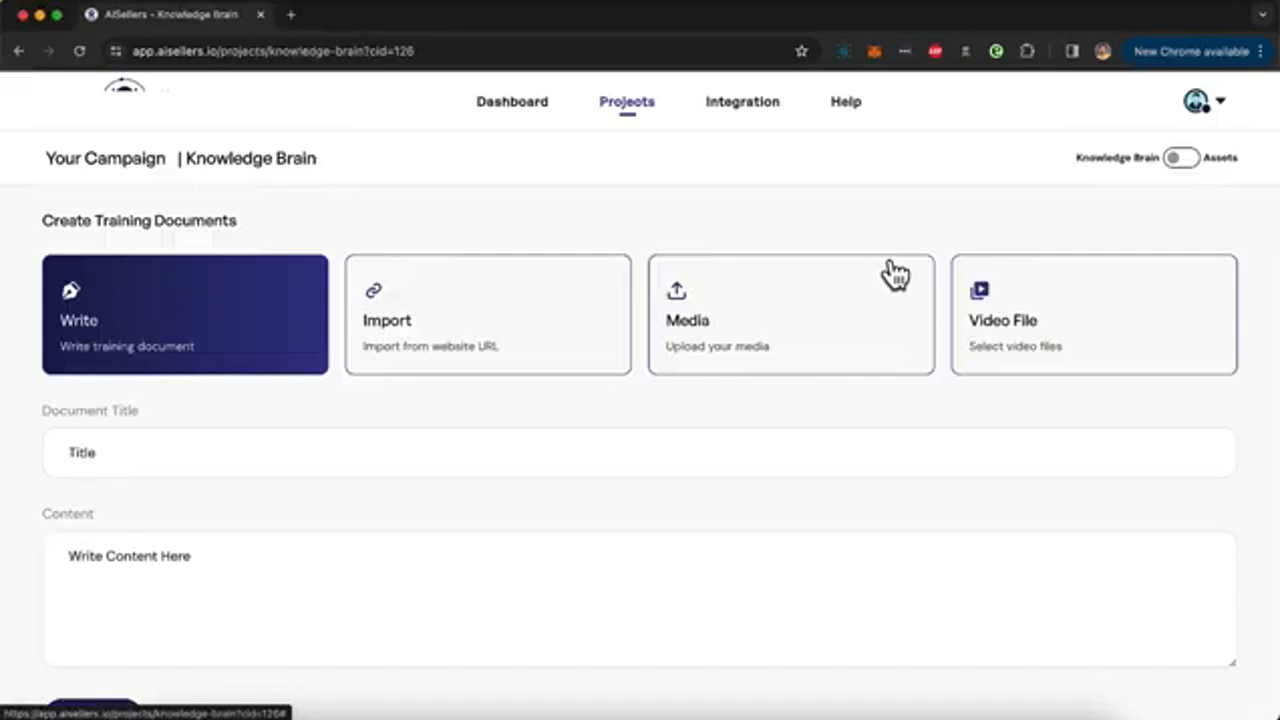 AISellers - Knowledge Brain
app.aisellers.io/projects/knowledge-brain?cid=126
New Chrome available
Dashboard
Projects
Integration
Help
Your Campaign | Knowledge Brain
Knowledge Brain
Assets
Create Training Documents
Write
Write training document
Import
Import from website URL
Media
Upload your media
Video File
Select video files
Document Title
Title
Content
Write Content Here
https://app.aisellers.io/projects/knowledge-brain?cid=126#